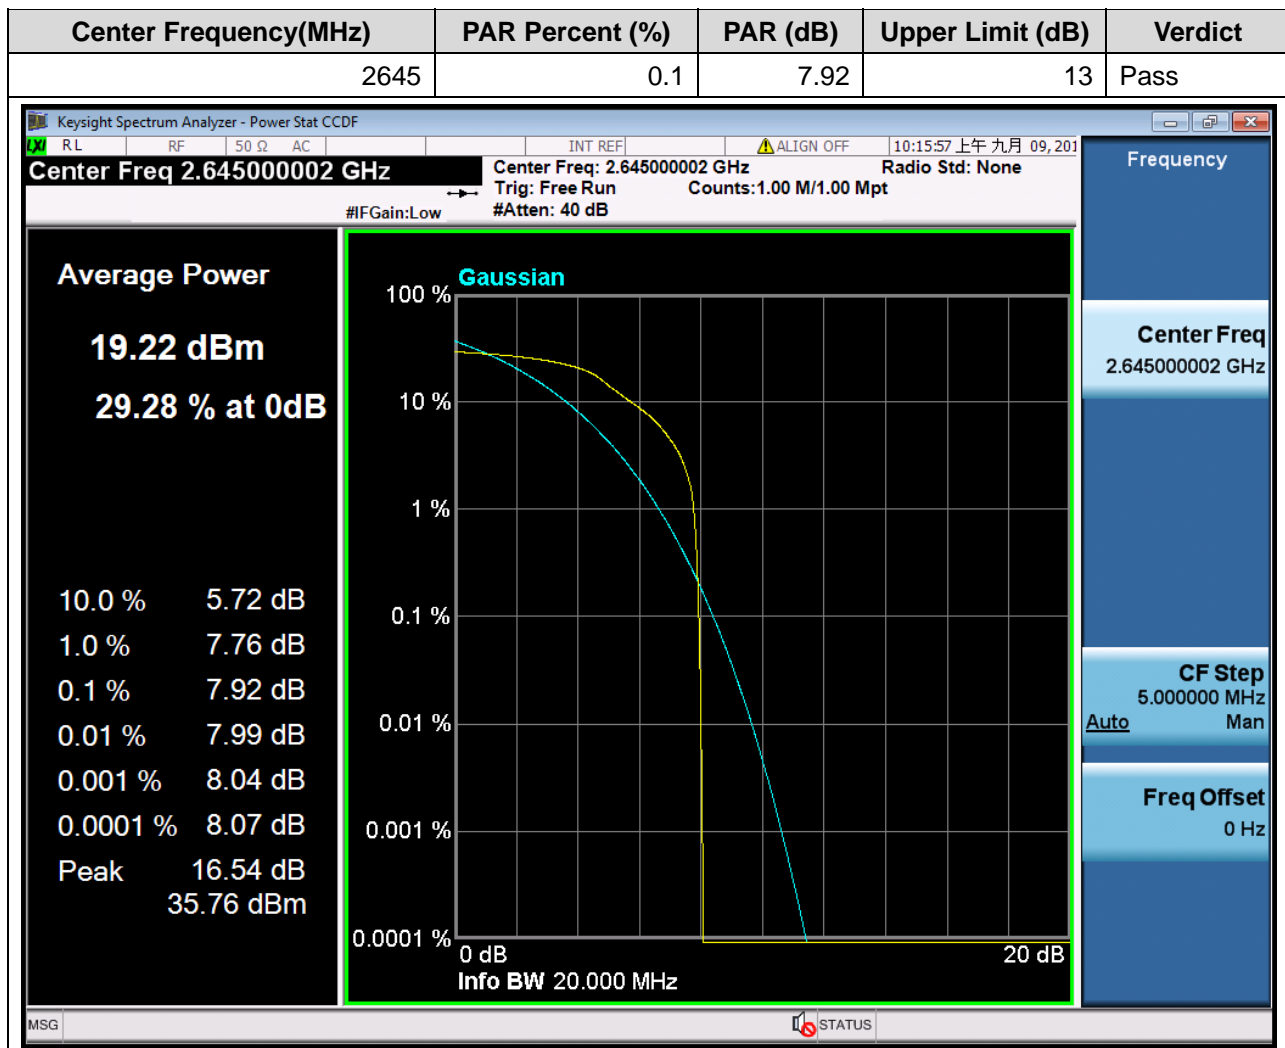 Center Frequency(MHz) PAR Percent (%) PAR (dB) Upper Limit (dB) Verdict
2645 0.1 7.92 13 Pass
Keysight Spectrum Analyzer - Power Stat CCDF
LXI RL RF 50 Ω AC INT REF ALIGN OFF 10:15:57 上午 九月 09, 201
Center Freq 2.645000002 GHz
Center Freq: 2.645000002 GHz Radio Std: None
Trig: Free Run Counts:1.00 M/1.00 Mpt
#IFGain:Low #Atten: 40 dB
Average Power
19.22 dBm
29.28 % at 0dB
10.0 % 5.72 dB
1.0 % 7.76 dB
0.1 % 7.92 dB
0.01 % 7.99 dB
0.001 % 8.04 dB
0.0001 % 8.07 dB
Peak 16.54 dB
35.76 dBm
Gaussian
100 %
10 %
1 %
0.1 %
0.01 %
0.001 %
0.0001 %
0 dB 20 dB
Info BW 20.000 MHz
Frequency
Center Freq
2.645000002 GHz
CF Step
5.000000 MHz
Auto Man
Freq Offset
0 Hz
MSG STATUS